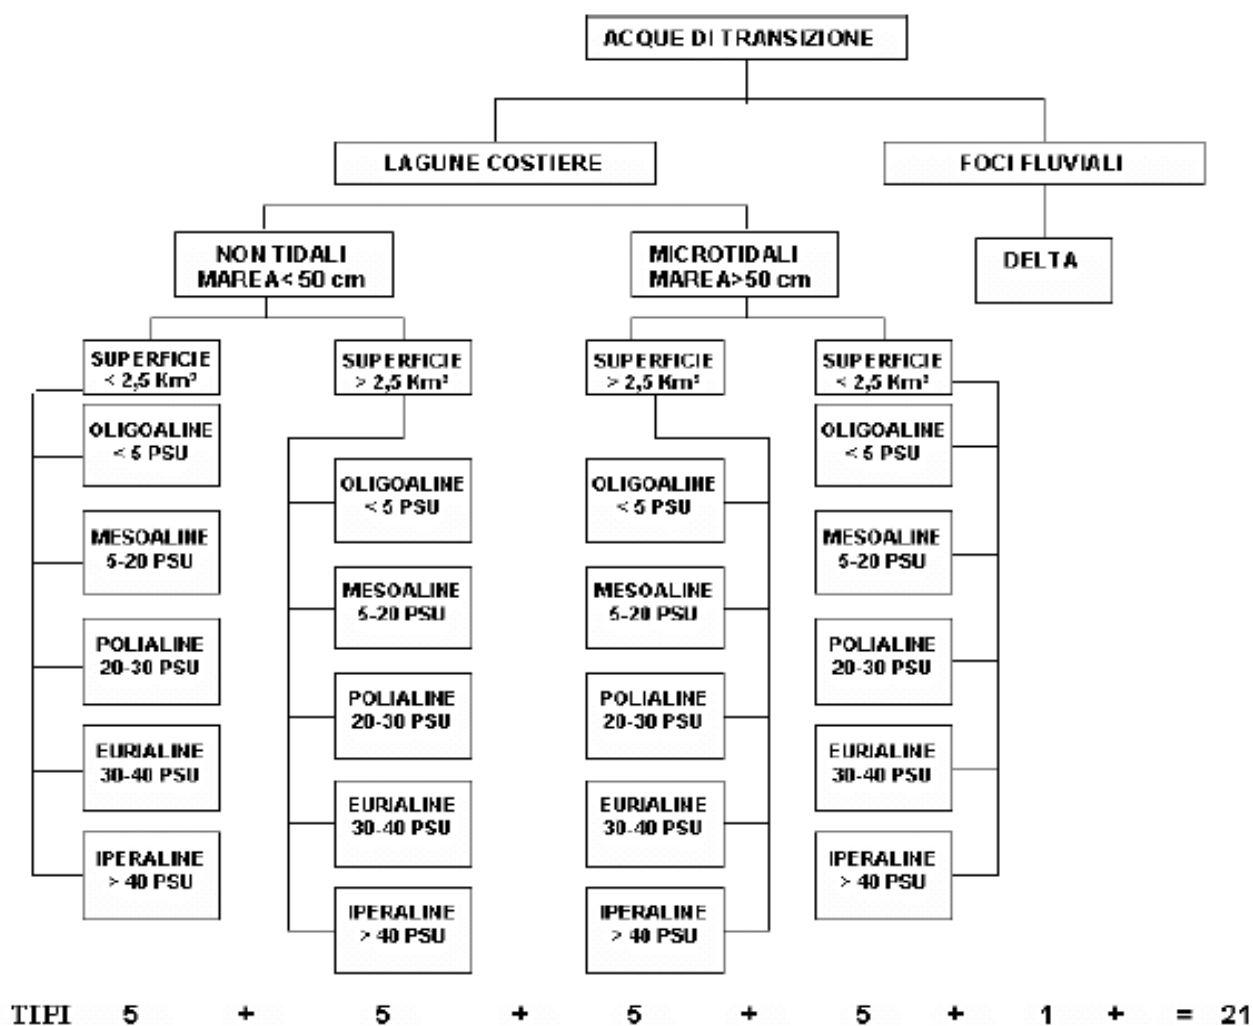 ACQUE DI TRANSIZIONE
LAGUNE COSTIERE
FOCI FLUVIALI
NON TIDALI
MAREA< 50 cm
MICROTIDALI
MAREA>50 cm
DELTA
SUPERFICIE
< 2,5 Km²
OLIGOALINE
< 5 PSU
MESOALINE
5-20 PSU
POLIALINE
20-30 PSU
EURIALINE
30-40 PSU
IPERALINE
> 40 PSU
SUPERFICIE
> 2,5 Km²
OLIGOALINE
< 5 PSU
MESOALINE
5-20 PSU
POLIALINE
20-30 PSU
EURIALINE
30-40 PSU
IPERALINE
> 40 PSU
SUPERFICIE
> 2,5 Km²
OLIGOALINE
< 5 PSU
MESOALINE
5-20 PSU
POLIALINE
20-30 PSU
EURIALINE
30-40 PSU
IPERALINE
> 40 PSU
SUPERFICIE
< 2,5 Km²
OLIGOALINE
< 5 PSU
MESOALINE
5-20 PSU
POLIALINE
20-30 PSU
EURIALINE
30-40 PSU
IPERALINE
> 40 PSU
TIPI 5 + 5 + 5 + 5 + 1 + = 21